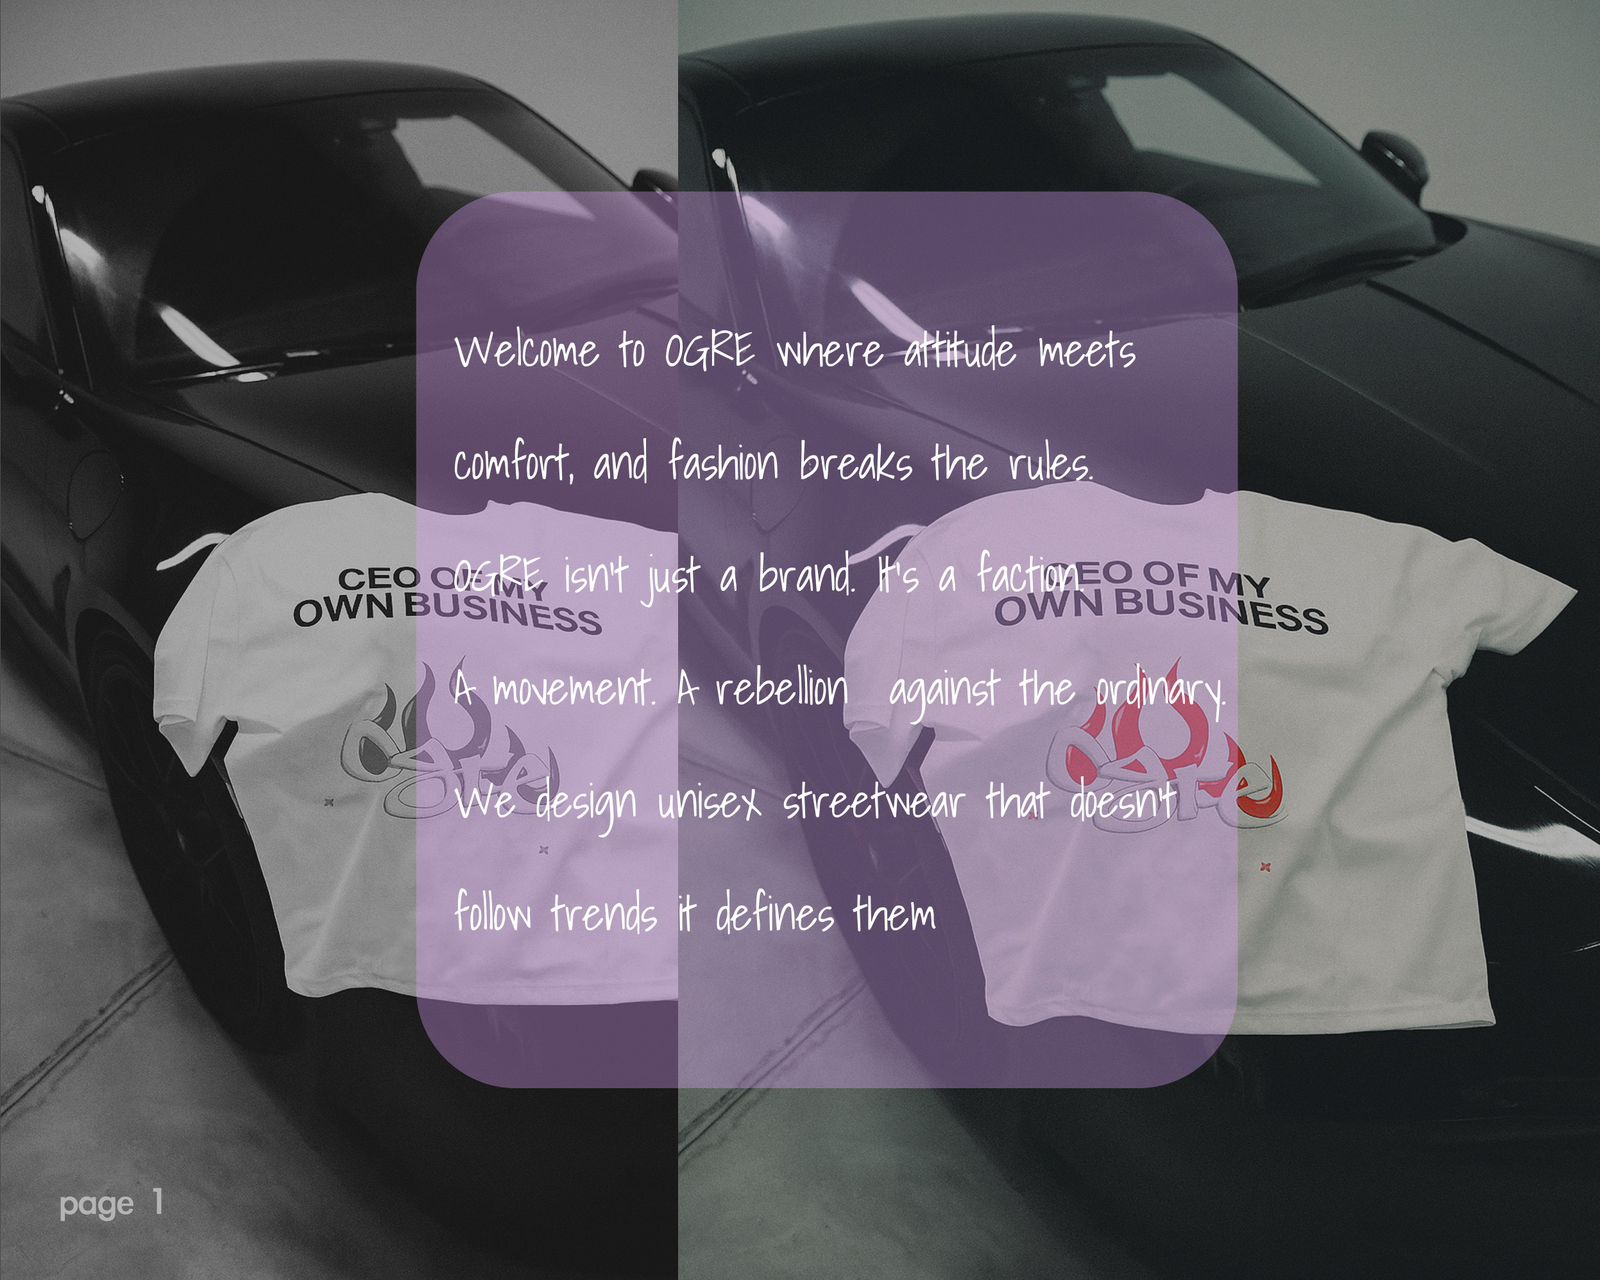 Welcome to OGRE where attitude meets
comfort, and fashion breaks the rules.
OGRE isn't just a brand. It's a faction.
A movement. A rebellion against the ordinary.
We design unisex streetwear that doesn't
follow trends it defines them
CEO OF MY
OWN BUSINESS
Ogre
CEO OF MY
OWN BUSINESS
Ogre
page 1